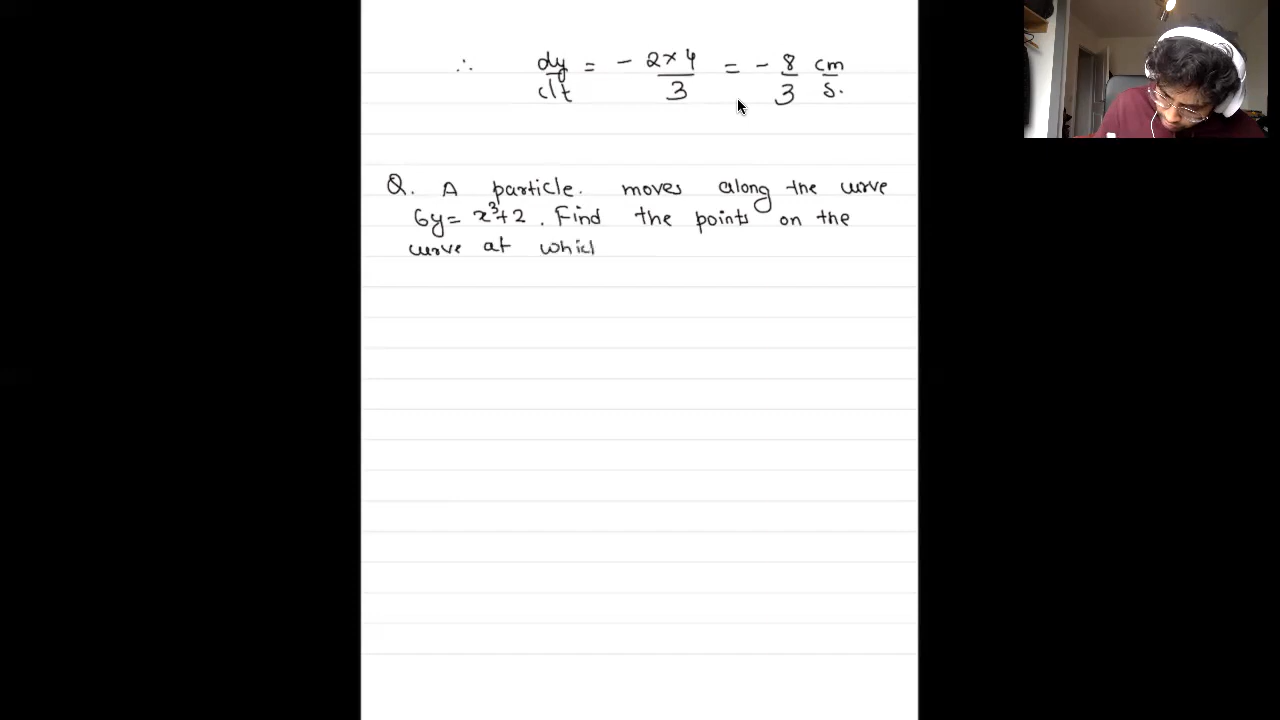 ∴ dy/dt = - 2×4/3 = - 8/3 cm/s.
Q. A particle. moves along the curve
6y = x³+2 . Find the points on the
curve at which